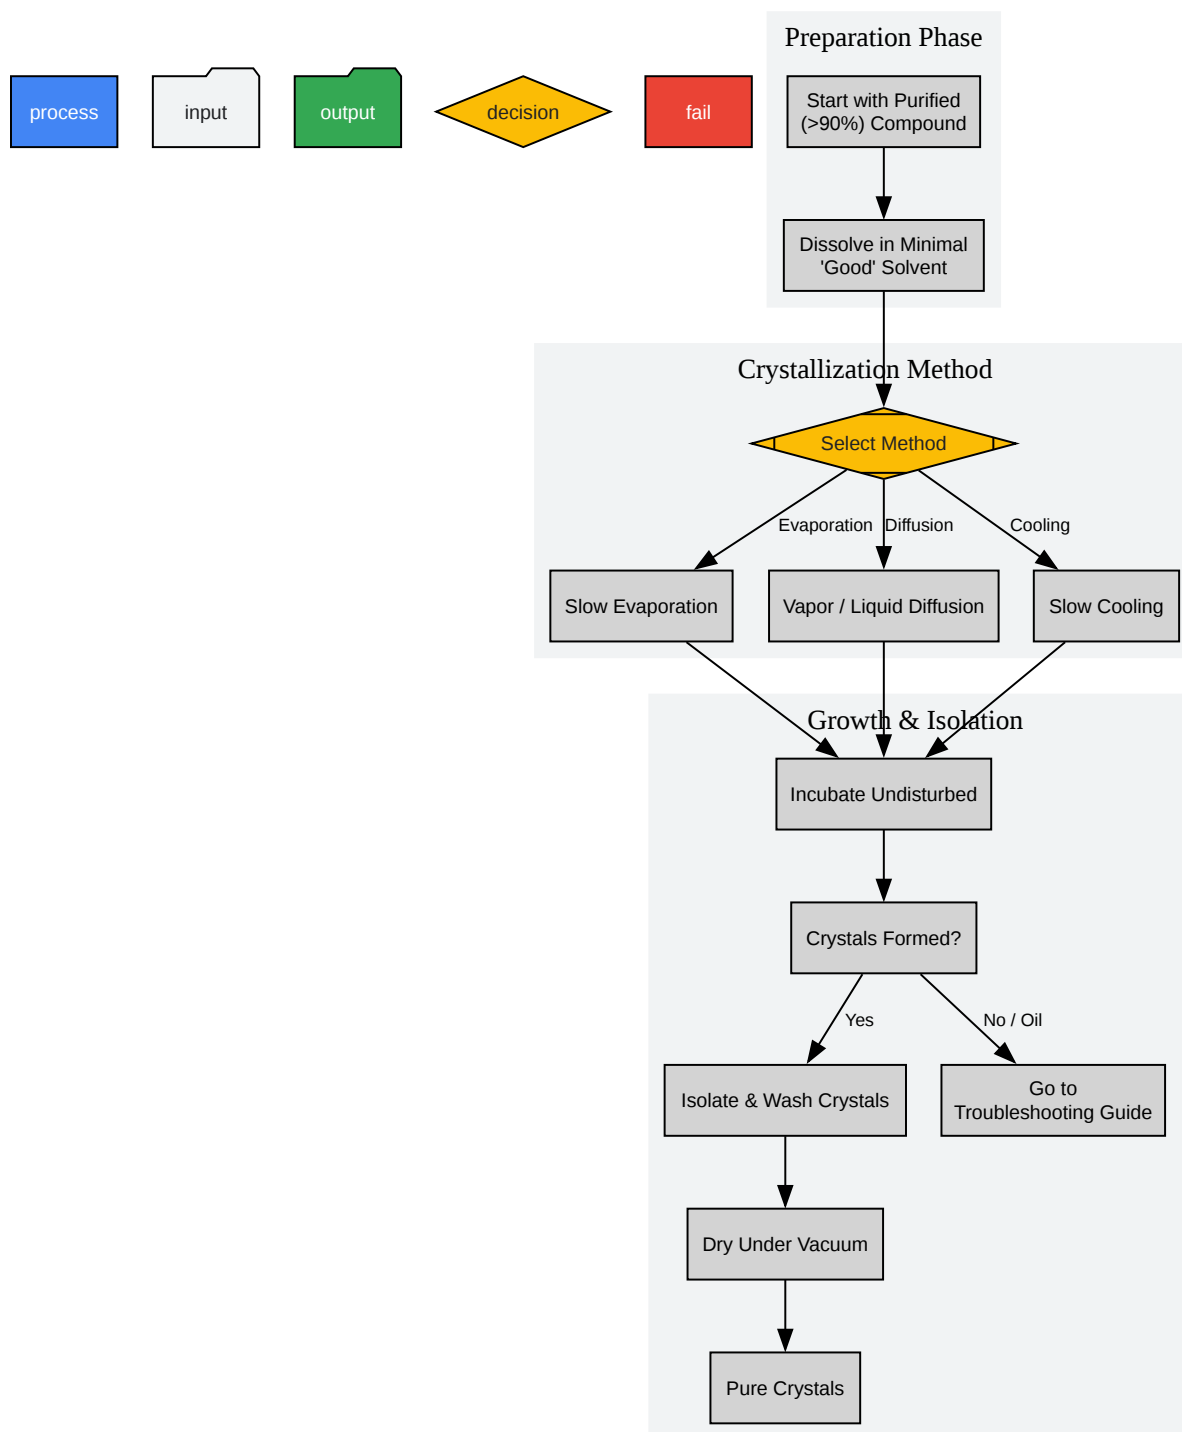 Preparation Phase
process
input
output
decision
fail
Start with Purified
(>90%) Compound
Dissolve in Minimal
'Good' Solvent
Crystallization Method
Select Method
Evaporation
Diffusion
Cooling
Slow Evaporation
Vapor / Liquid Diffusion
Slow Cooling
Growth & Isolation
Incubate Undisturbed
Crystals Formed?
Yes
No / Oil
Isolate & Wash Crystals
Go to
Troubleshooting Guide
Dry Under Vacuum
Pure Crystals